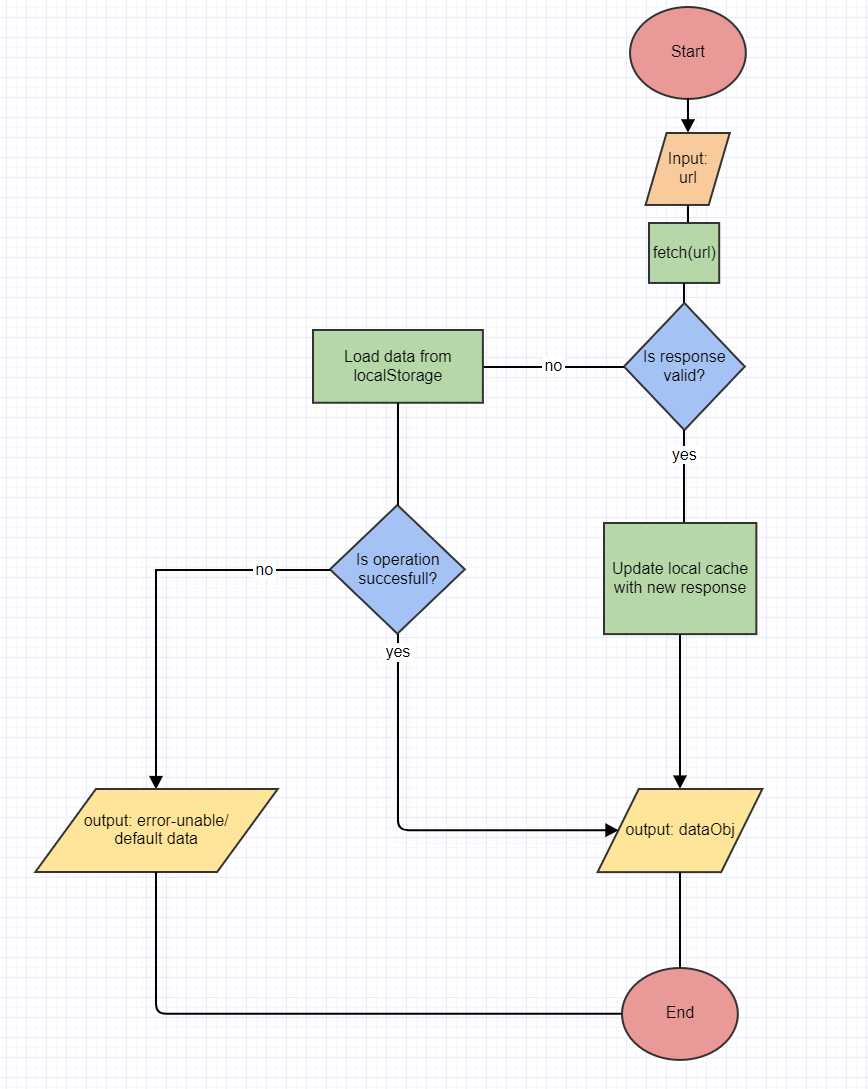 Start
Input:
url
fetch(url)
Is response
valid?
no
Load data from
localStorage
yes
Update local cache
with new response
Is operation
succesfull?
no
yes
output: error-unable/
default data
output: dataObj
End